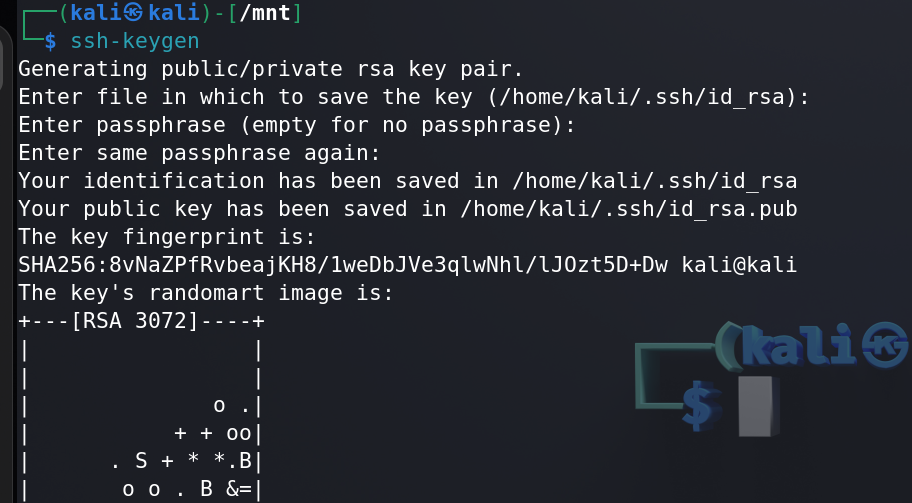 ┌──(kali㉿kali)-[/mnt]
└─$ ssh-keygen
Generating public/private rsa key pair.
Enter file in which to save the key (/home/kali/.ssh/id_rsa):
Enter passphrase (empty for no passphrase):
Enter same passphrase again:
Your identification has been saved in /home/kali/.ssh/id_rsa
Your public key has been saved in /home/kali/.ssh/id_rsa.pub
The key fingerprint is:
SHA256:8vNaZPfRvbeajKH8/1weDbJVe3qlwNhl/lJOzt5D+Dw kali@kali
The key's randomart image is:
+---[RSA 3072]----+
|                 |
|                 |
|              o .|
|           + + oo|
|      . S + * *.B|
|       o o . B &=|
(kali㉿
$